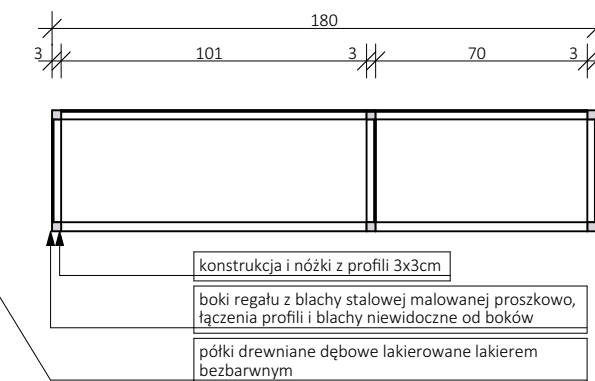 180
3 101 3 70 3
konstrukcja i nóżki z profili 3x3cm
boki regału z blachy stalowej malowanej proszkowo,
łączenia profili i blachy niewidoczne od boków
półki drewniane dębowe lakierowane lakierem
bezbarwnym